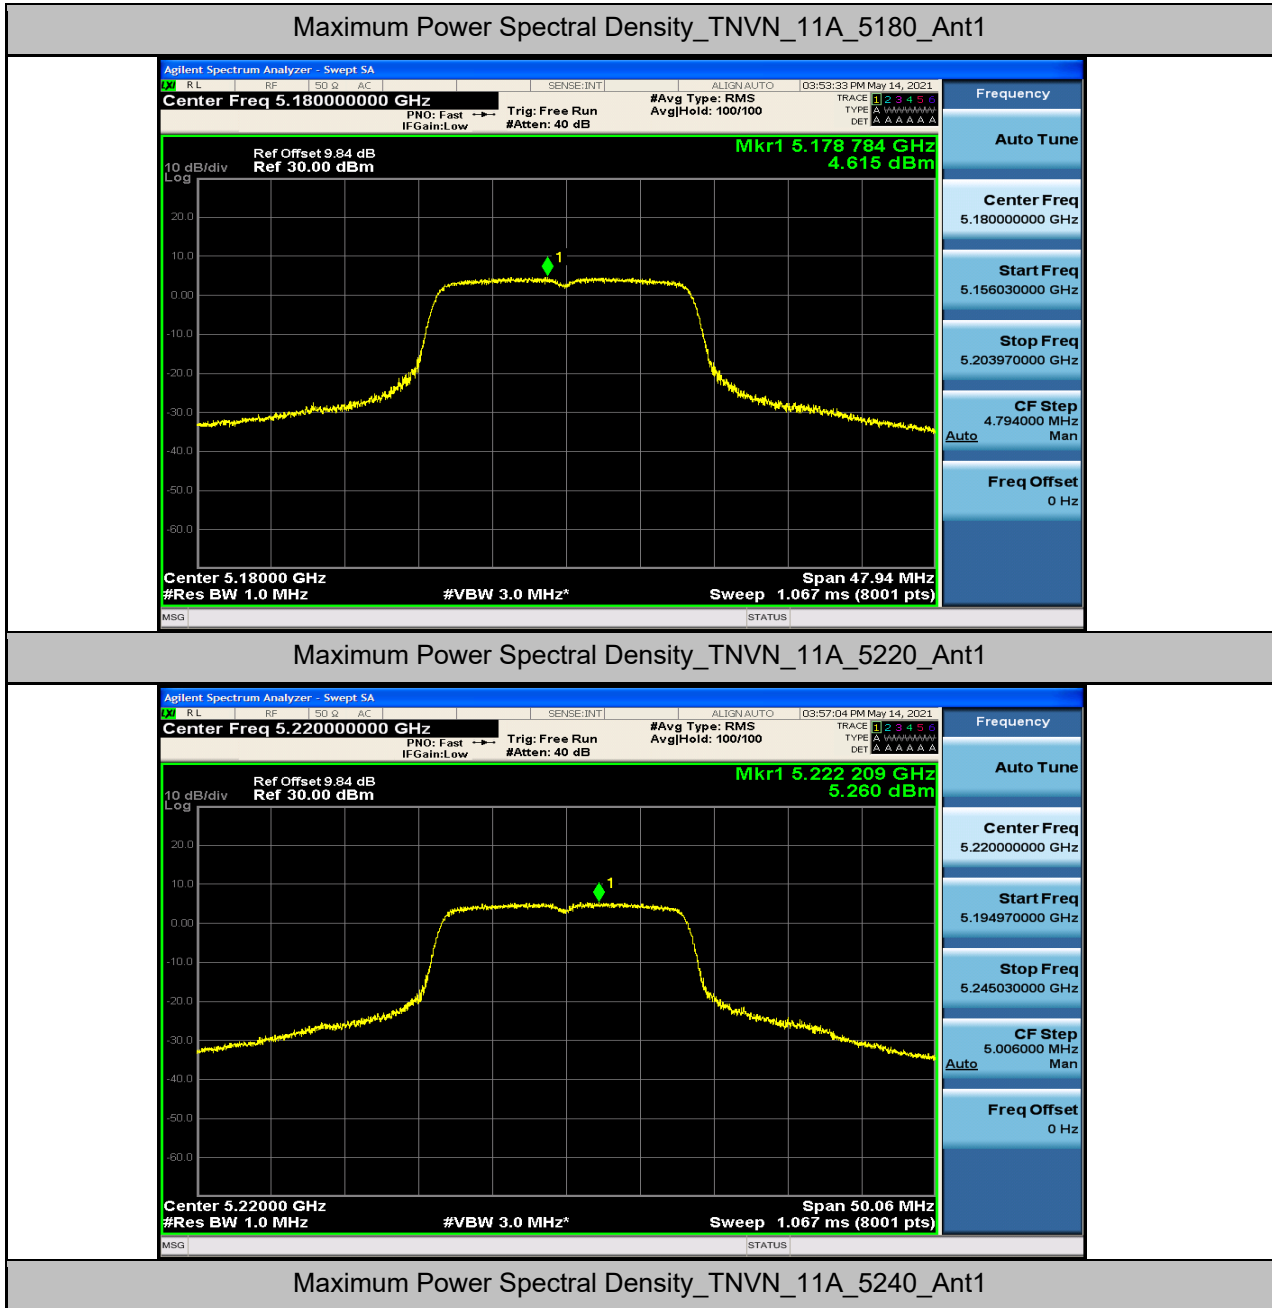 Maximum Power Spectral Density_TNVN_11A_5180_Ant1
Agilent Spectrum Analyzer - Swept SA
LXI RL RF 50 Ω AC SENSE:INT ALIGN AUTO 03:53:33 PM May 14, 2021
Center Freq 5.180000000 GHz #Avg Type: RMS TRACE 1 2 3 4 5 6
PNO: Fast Trig: Free Run Avg|Hold: 100/100 TYPE A WWWWW
IFGain:Low #Atten: 40 dB DET A A A A A A
Frequency
Auto Tune
Mkr1 5.178 784 GHz
4.615 dBm
Ref Offset 9.84 dB
10 dB/div Ref 30.00 dBm
Log
20.0
10.0
0.00
-10.0
-20.0
-30.0
-40.0
-50.0
-60.0
1
Center Freq
5.180000000 GHz
Start Freq
5.156030000 GHz
Stop Freq
5.203970000 GHz
CF Step
4.794000 MHz
Auto Man
Freq Offset
0 Hz
Center 5.18000 GHz Span 47.94 MHz
#Res BW 1.0 MHz #VBW 3.0 MHz* Sweep 1.067 ms (8001 pts)
MSG STATUS
Maximum Power Spectral Density_TNVN_11A_5220_Ant1
Agilent Spectrum Analyzer - Swept SA
LXI RL RF 50 Ω AC SENSE:INT ALIGN AUTO 03:57:04 PM May 14, 2021
Center Freq 5.220000000 GHz #Avg Type: RMS TRACE 1 2 3 4 5 6
PNO: Fast Trig: Free Run Avg|Hold: 100/100 TYPE A WWWWW
IFGain:Low #Atten: 40 dB DET A A A A A A
Frequency
Auto Tune
Mkr1 5.222 209 GHz
5.260 dBm
Ref Offset 9.84 dB
10 dB/div Ref 30.00 dBm
Log
20.0
10.0
0.00
-10.0
-20.0
-30.0
-40.0
-50.0
-60.0
1
Center Freq
5.220000000 GHz
Start Freq
5.194970000 GHz
Stop Freq
5.245030000 GHz
CF Step
5.006000 MHz
Auto Man
Freq Offset
0 Hz
Center 5.22000 GHz Span 50.06 MHz
#Res BW 1.0 MHz #VBW 3.0 MHz* Sweep 1.067 ms (8001 pts)
MSG STATUS
Maximum Power Spectral Density_TNVN_11A_5240_Ant1